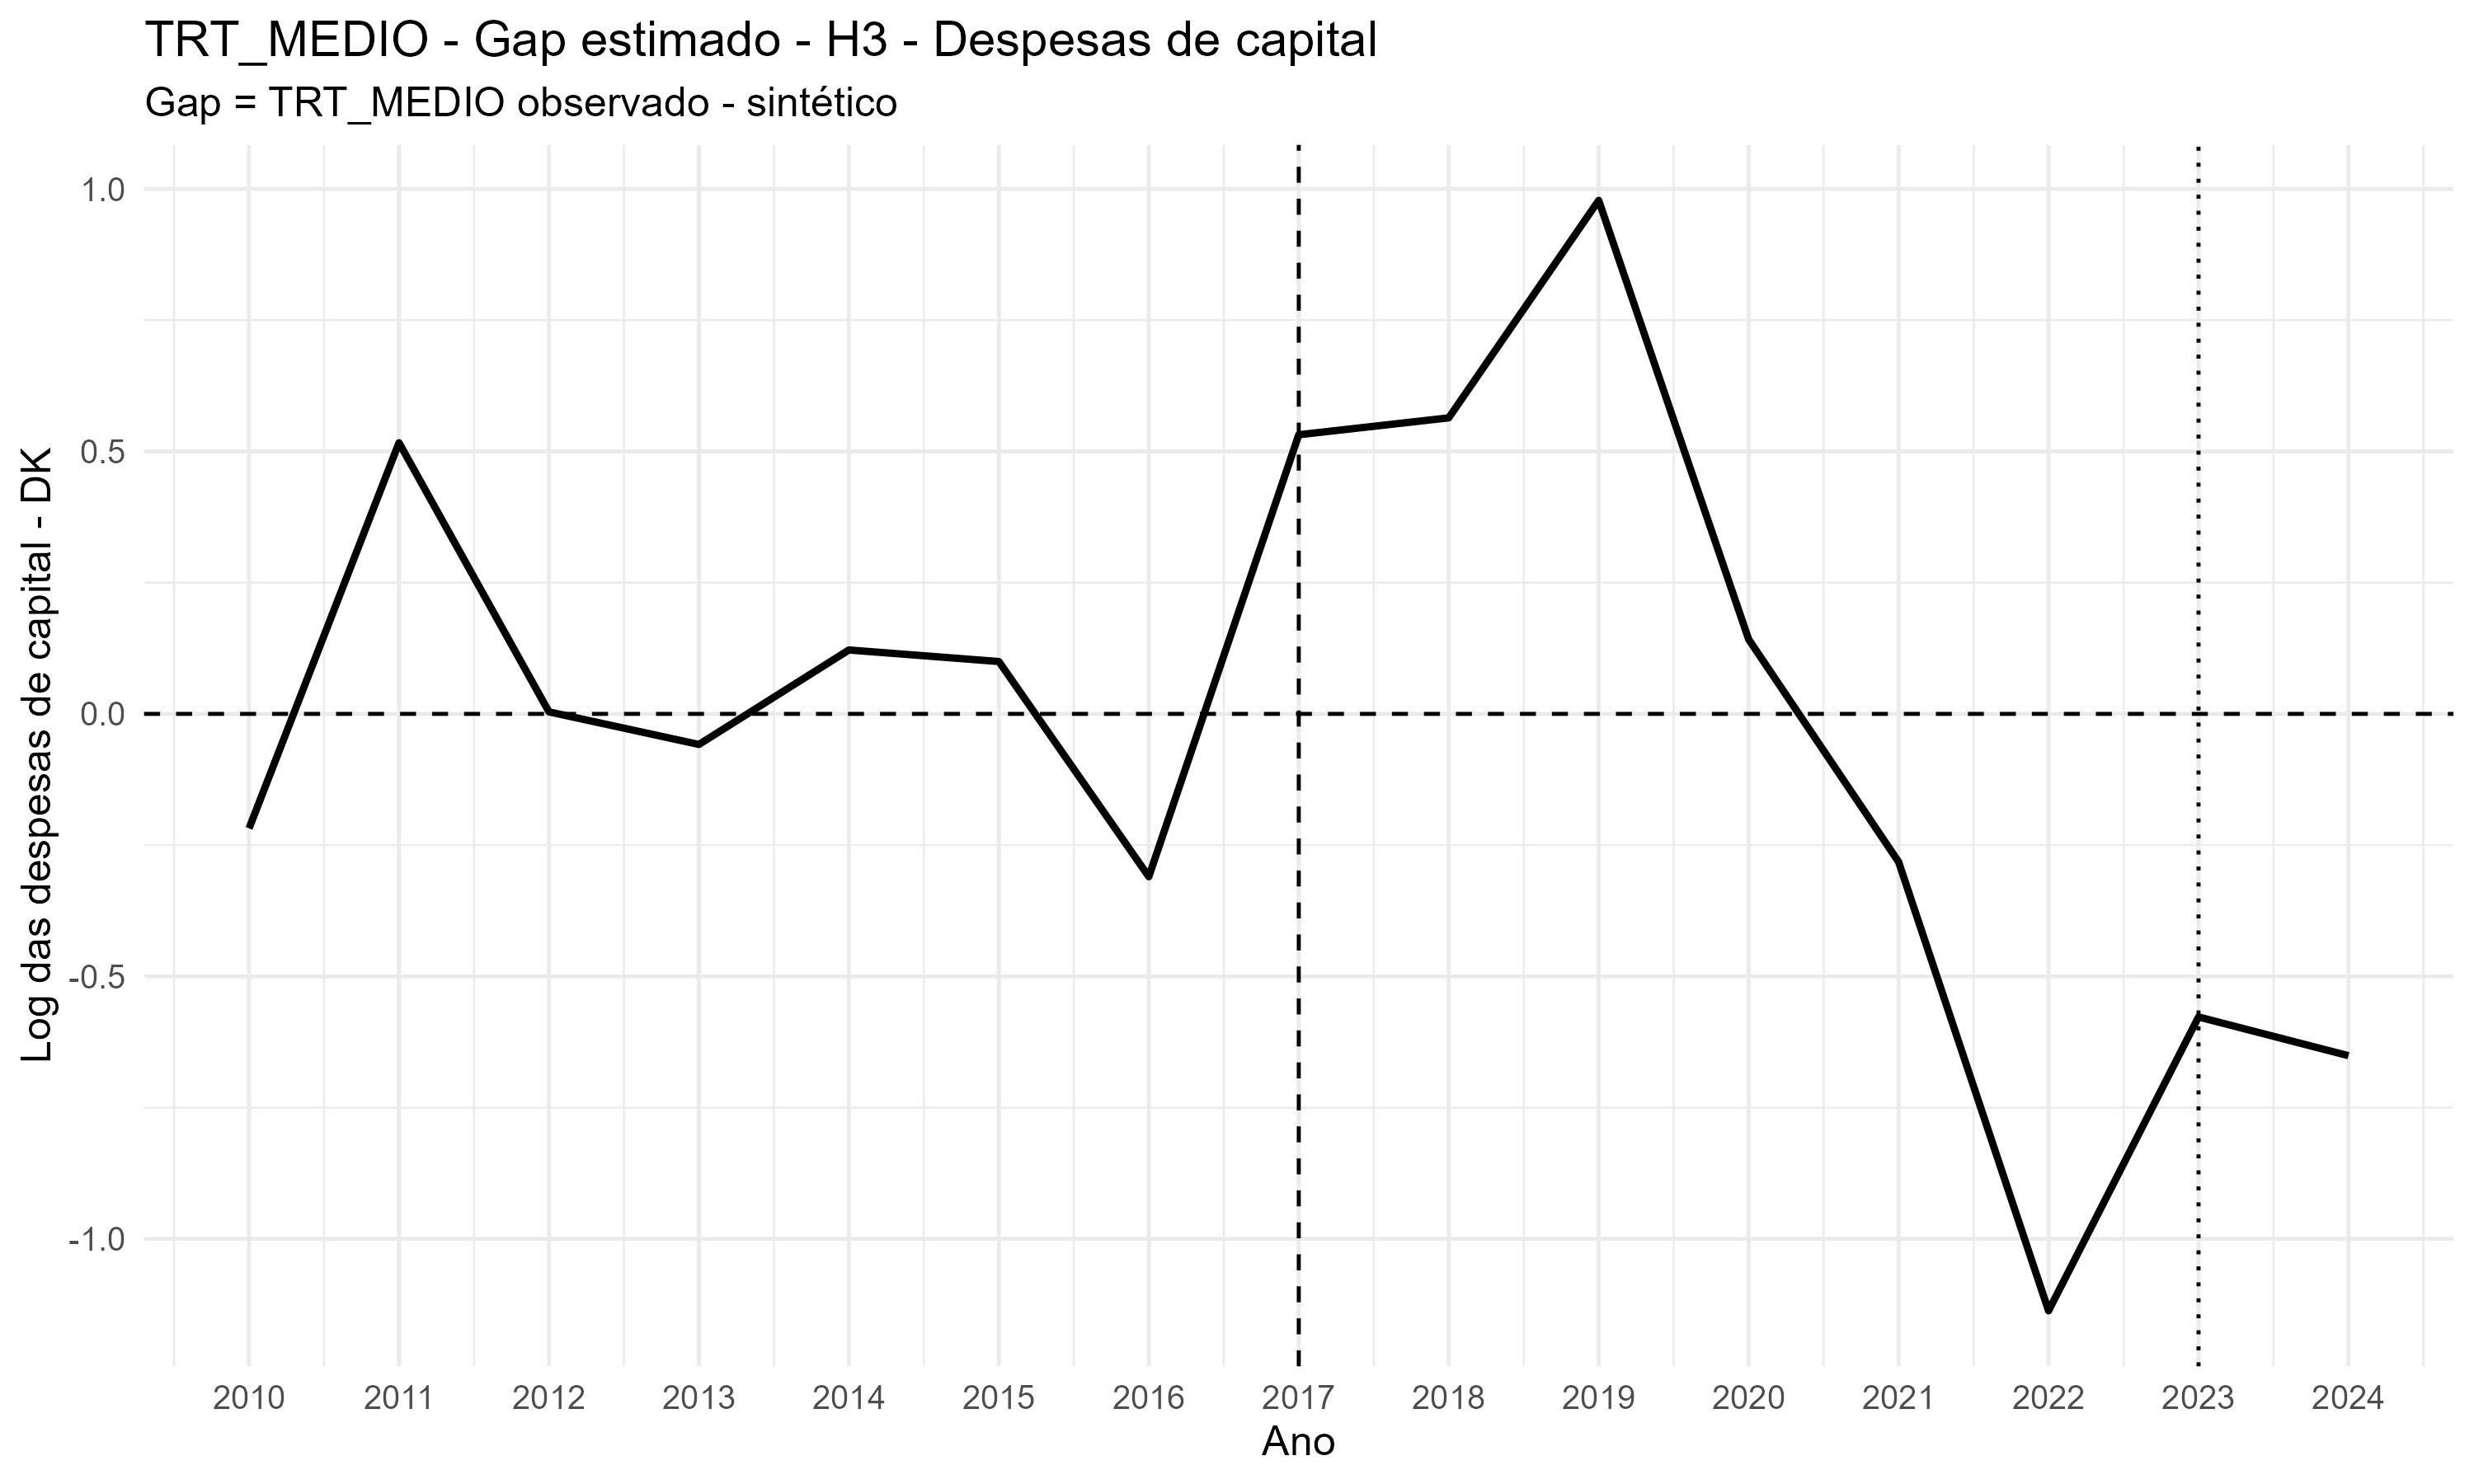 TRT_MEDIO - Gap estimado - H3 - Despesas de capital
Gap = TRT_MEDIO observado - sintético
Log das despesas de capital - DK
1.0
0.5
0.0
-0.5
-1.0
2010 2011 2012 2013 2014 2015 2016 2017 2018 2019 2020 2021 2022 2023 2024
Ano